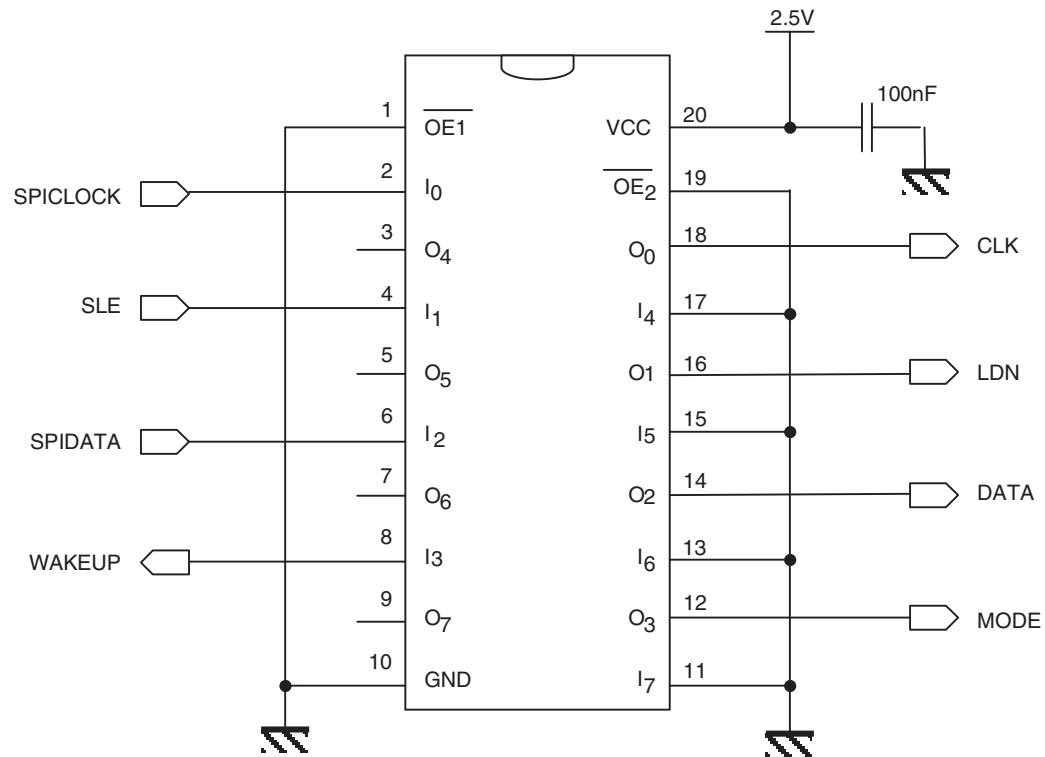 2.5V
100nF
1 OE1 VCC 20
SPICLOCK 2 I0 OE2 19
3 O4 O0 18 CLK
SLE 4 I1 I4 17
5 O5 O1 16 LDN
SPIDATA 6 I2 I5 15
7 O6 O2 14 DATA
WAKEUP 8 I3 I6 13
9 O7 O3 12 MODE
10 GND I7 11